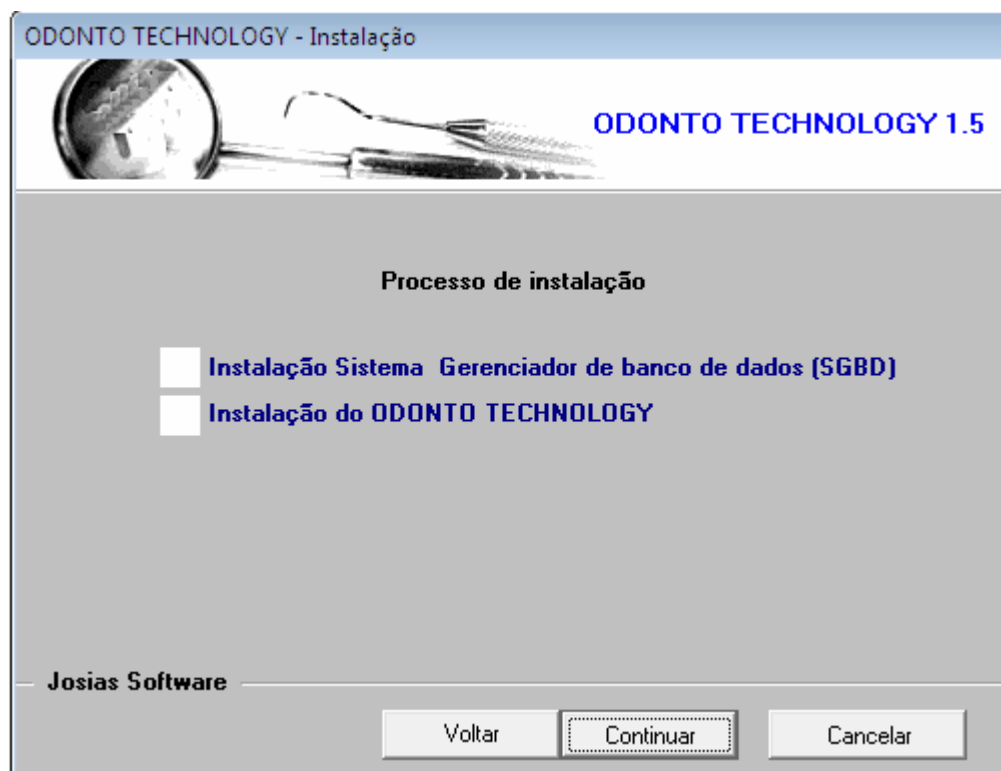 ODONTO TECHNOLOGY - Instalação
ODONTO TECHNOLOGY 1.5
Processo de instalação
Instalação Sistema Gerenciador de banco de dados (SGBD)
Instalação do ODONTO TECHNOLOGY
Josias Software
Voltar Continuar Cancelar